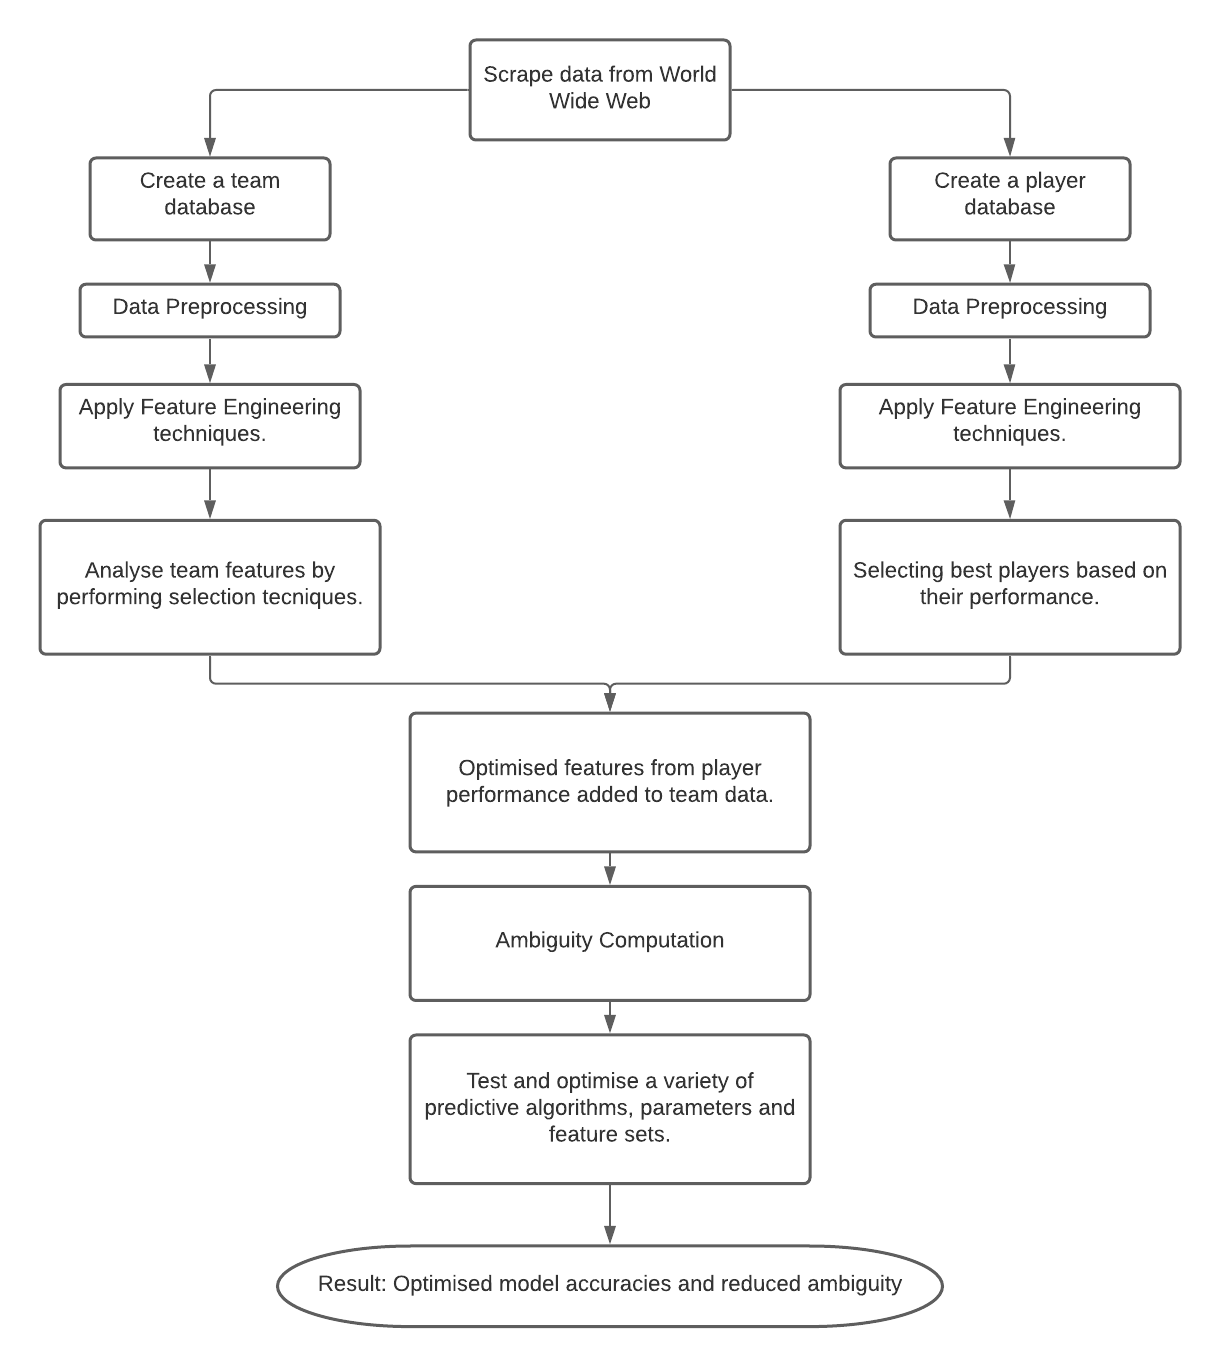 Scrape data from World
Wide Web
Create a team
database
Create a player
database
Data Preprocessing
Data Preprocessing
Apply Feature Engineering
techniques.
Apply Feature Engineering
techniques.
Analyse team features by
performing selection tecniques.
Selecting best players based on
their performance.
Optimised features from player
performance added to team data.
Ambiguity Computation
Test and optimise a variety of
predictive algorithms, parameters and
feature sets.
Result: Optimised model accuracies and reduced ambiguity